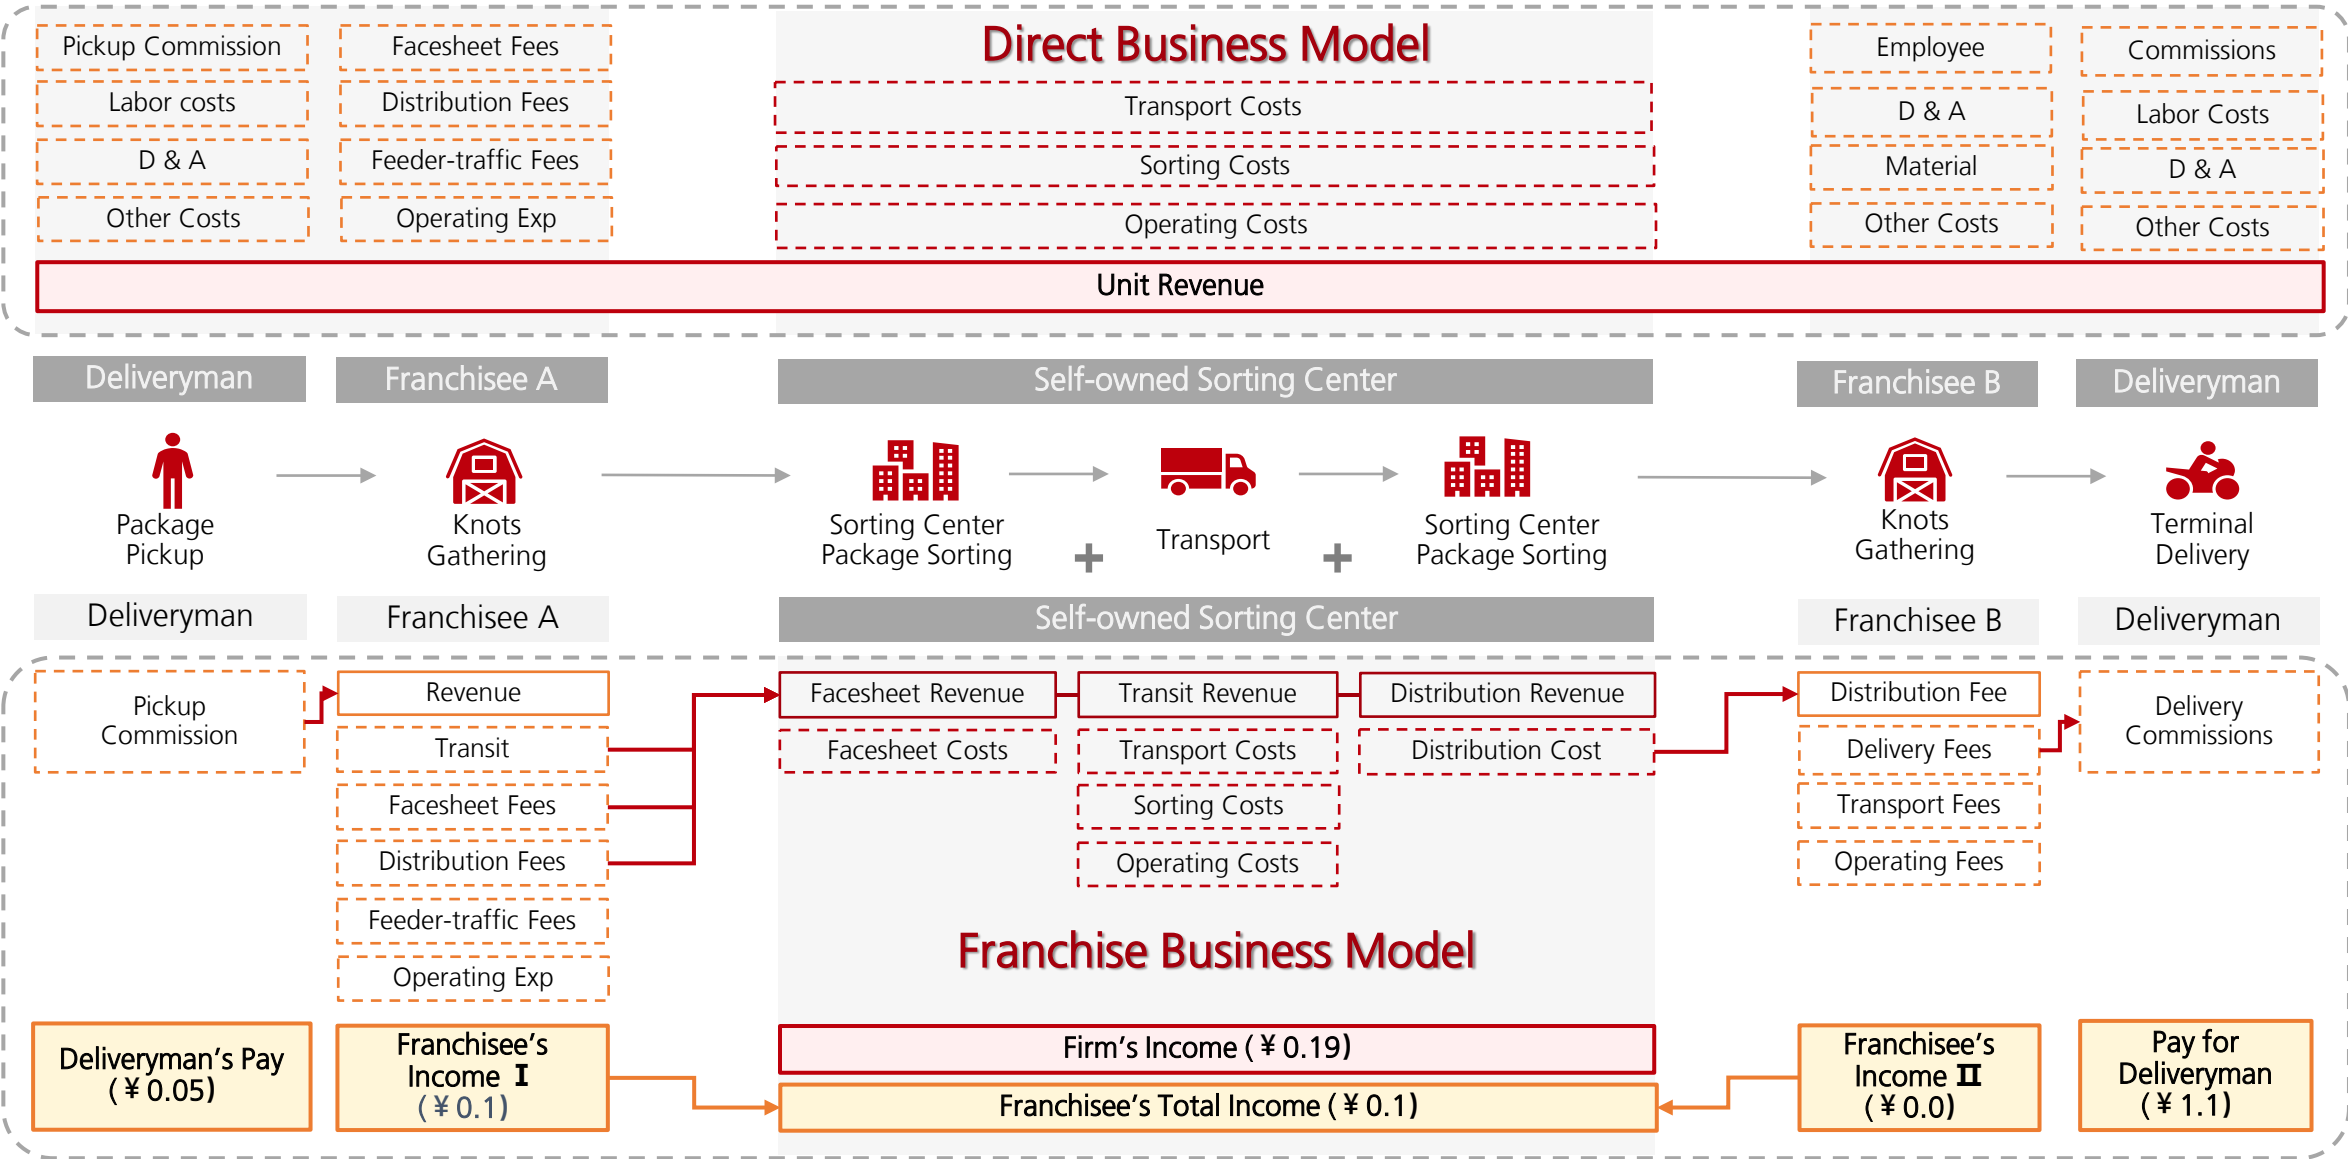 Direct Business Model
Pickup Commission
Labor costs
D & A
Other Costs
Facesheet Fees
Distribution Fees
Feeder-traffic Fees
Operating Exp
Transport Costs
Sorting Costs
Operating Costs
Employee
D & A
Material
Other Costs
Commissions
Labor Costs
D & A
Other Costs
Unit Revenue
Deliveryman
Franchisee A
Self-owned Sorting Center
Franchisee B
Deliveryman
Package
Pickup
Knots
Gathering
Sorting Center
Package Sorting
+
Transport
+
Sorting Center
Package Sorting
Knots
Gathering
Terminal
Delivery
Deliveryman
Franchisee A
Self-owned Sorting Center
Franchisee B
Deliveryman
Pickup
Commission
Revenue
Transit
Facesheet Fees
Distribution Fees
Feeder-traffic Fees
Operating Exp
Facesheet Revenue
Transit Revenue
Distribution Revenue
Facesheet Costs
Transport Costs
Distribution Cost
Sorting Costs
Operating Costs
Distribution Fee
Delivery Fees
Transport Fees
Operating Fees
Delivery
Commissions
Franchise Business Model
Deliveryman's Pay
(¥ 0.05)
Franchisee's
Income I
(¥ 0.1)
Firm's Income (¥ 0.19)
Franchisee's Total Income (¥ 0.1)
Franchisee's
Income II
(¥ 0.0)
Pay for
Deliveryman
(¥ 1.1)